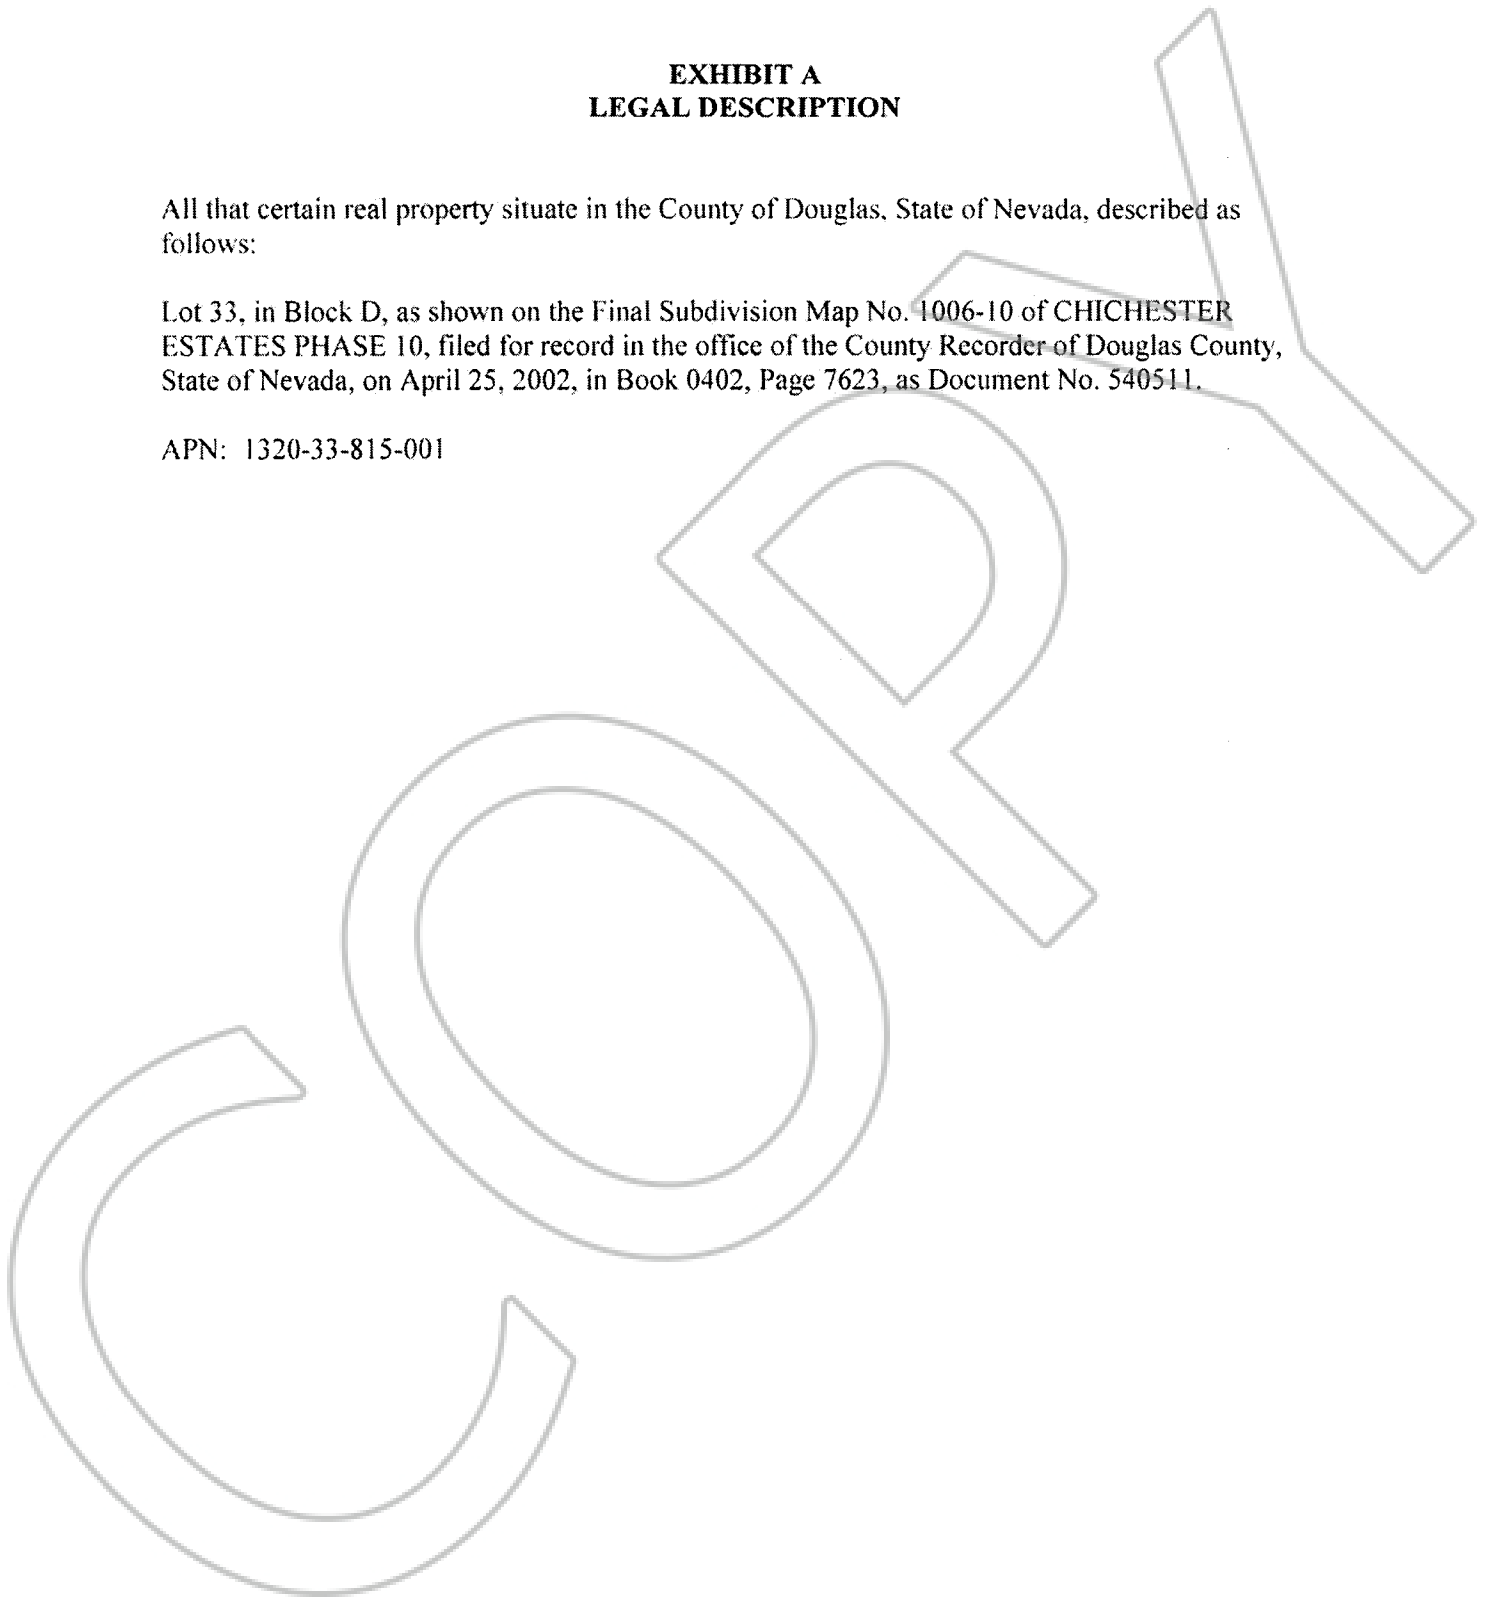 EXHIBIT A
LEGAL DESCRIPTION
All that certain real property situate in the County of Douglas, State of Nevada, described as
follows:
Lot 33, in Block D, as shown on the Final Subdivision Map No. 1006-10 of CHICHESTER
ESTATES PHASE 10, filed for record in the office of the County Recorder of Douglas County,
State of Nevada, on April 25, 2002, in Book 0402, Page 7623, as Document No. 540511.
APN: 1320-33-815-001
COPY